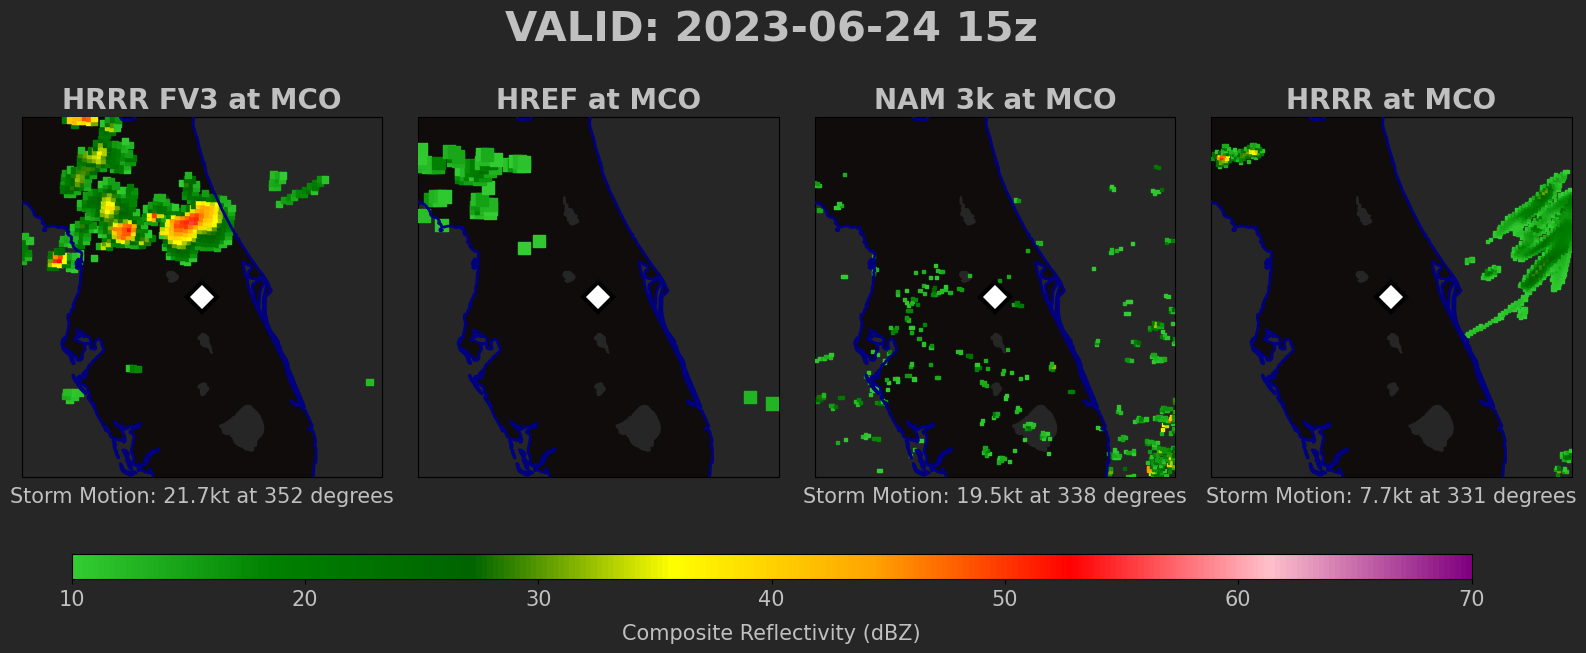 VALID: 2023-06-24 15z
HRRR FV3 at MCO
HREF at MCO
NAM 3k at MCO
HRRR at MCO
Storm Motion: 21.7kt at 352 degrees
Storm Motion: 19.5kt at 338 degrees
Storm Motion: 7.7kt at 331 degrees
10 20 30 40 50 60 70
Composite Reflectivity (dBZ)